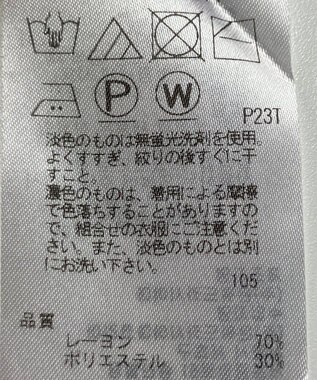 P W
P23T
淡色のものは無蛍光洗剤を使用。
よくすすぎ、絞りの後すぐに干
すこと。
濃色のものは、着用による摩擦
で色落ちすることがありますの
で、組合せの衣服にご注意くだ
さい。また、淡色のものとは別
にお洗い下さい。
105
品質
レーヨン 70%
ポリエステル 30%